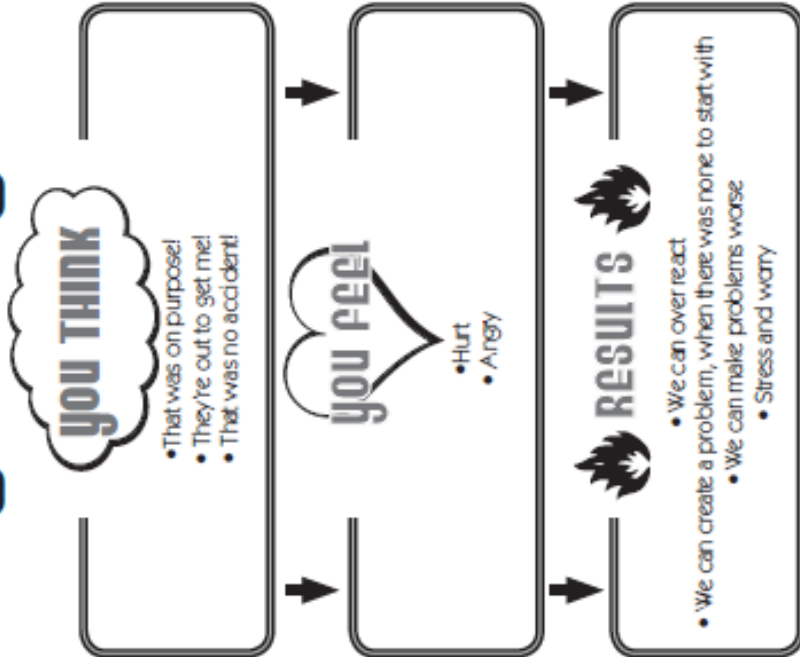 YOU THINK
•That was on purpose!
• They're out to get me!
• That was no accident!
YOU FEEL
•Hurt
• Angry
RESULTS
• We can over react
• We can create a problem, when there was none to start with
• We can make problems worse
• Stress and worry